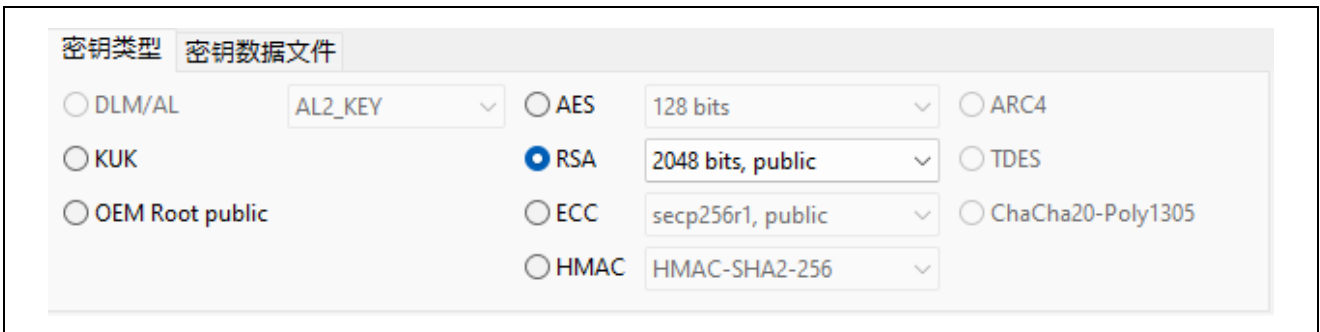 密钥类型 密钥数据文件
DLM/AL AL2_KEY AES 128 bits ARC4
KUK RSA 2048 bits, public TDES
OEM Root public ECC secp256r1, public ChaCha20-Poly1305
HMAC HMAC-SHA2-256